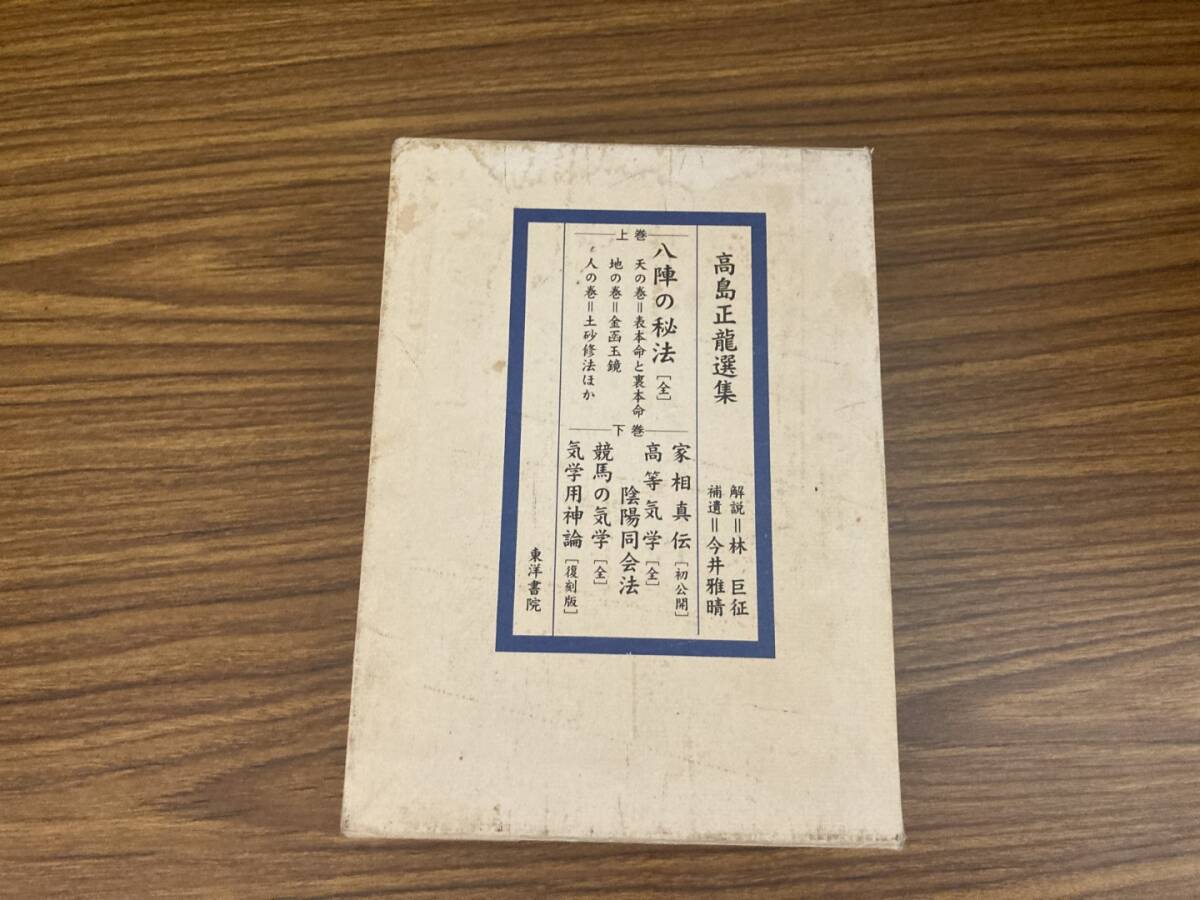 高島正龍選集
解説＝林　巨征
補遺＝今井雅晴
上巻
八陣の秘法［全］
天の巻＝表本命と裏本命
地の巻＝金函玉鏡
人の巻＝土砂修法ほか
下巻
家相真伝［初公開］
高等気学［全］
陰陽同会法
競馬の気学［全］
気学用神論［復刻版］
東洋書院